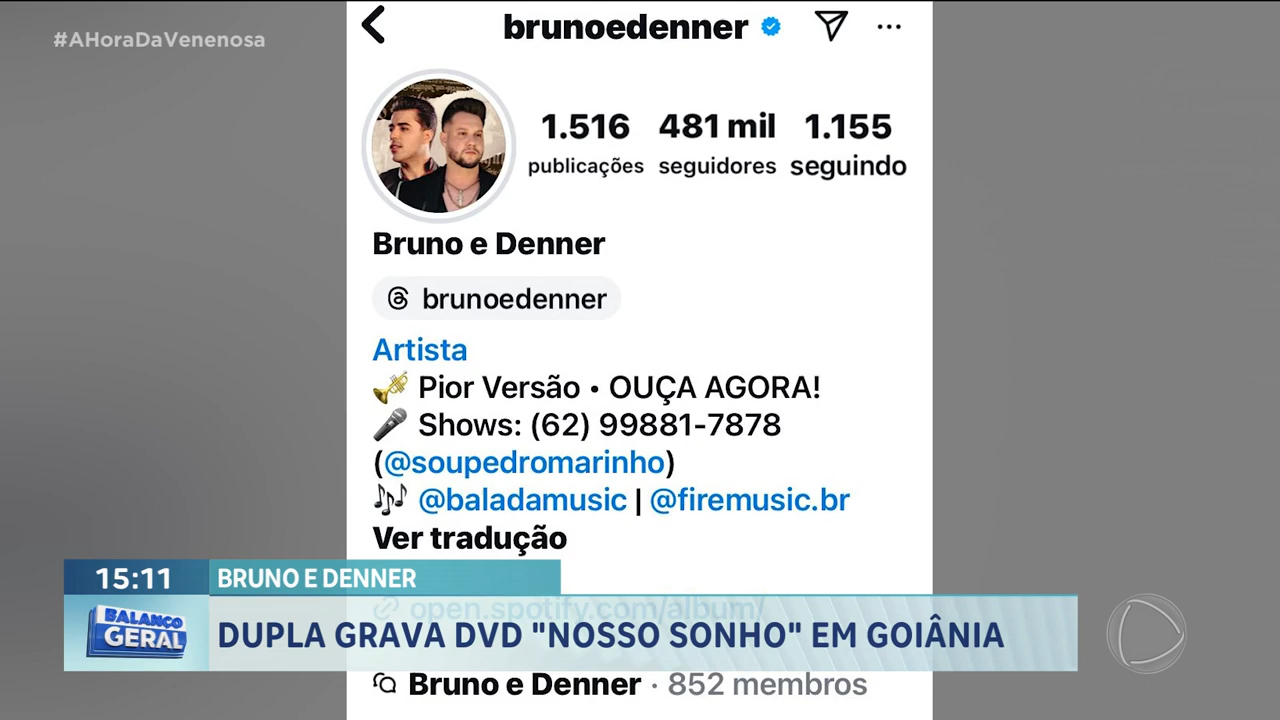 #AHoraDaVenenosa
brunoedenner
1.516 481 mil 1.155
publicações seguidores seguindo
Bruno e Denner
brunoedenner
Artista
🎺 Pior Versão • OUÇA AGORA!
🎤 Shows: (62) 99881-7878
(@soupedromarinho)
🎶 @baladamusic | @firemusic.br
Ver tradução
15:11 BRUNO E DENNER
open.spotify.com/album/
BALANÇO
GERAL
DUPLA GRAVA DVD "NOSSO SONHO" EM GOIÂNIA
Bruno e Denner · 852 membros